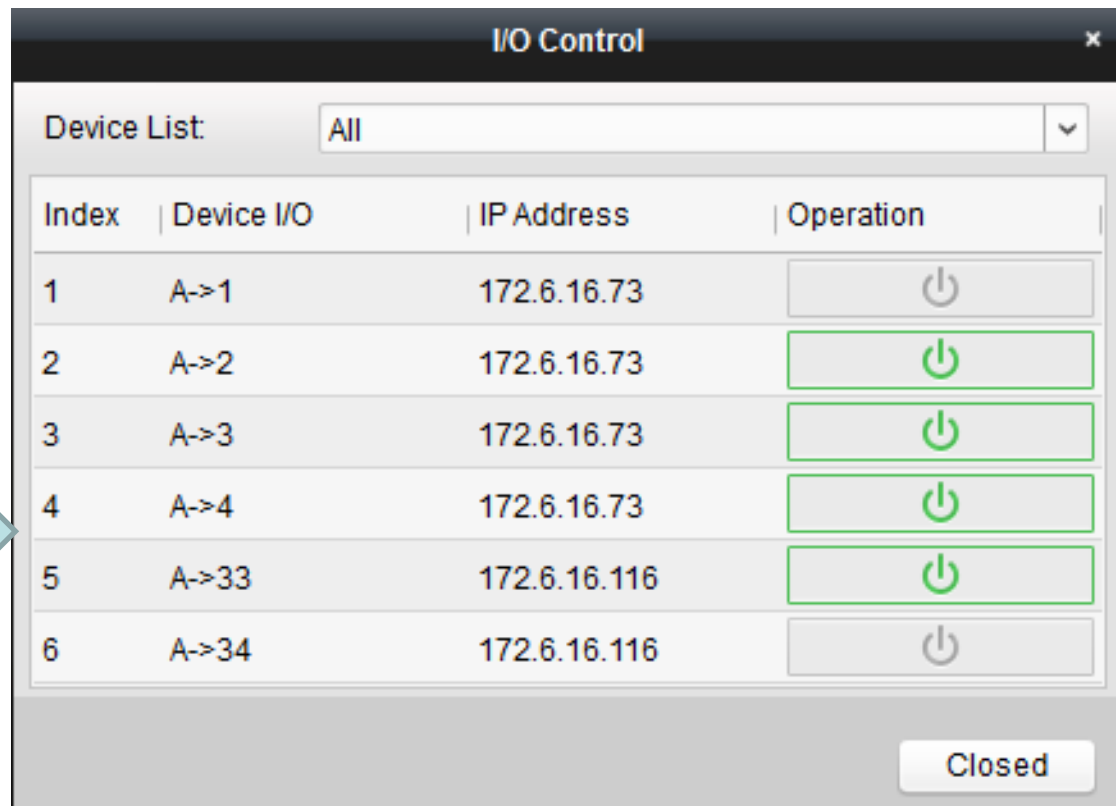 I/O Control
Device List: All
Index Device I/O IP Address Operation
1 A->1 172.6.16.73
2 A->2 172.6.16.73
3 A->3 172.6.16.73
4 A->4 172.6.16.73
5 A->33 172.6.16.116
6 A->34 172.6.16.116
Closed